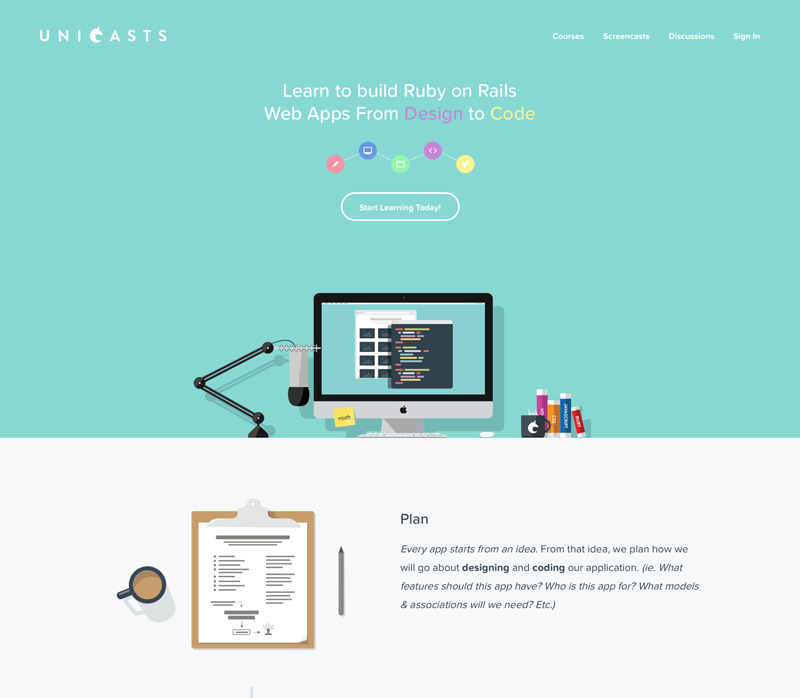 UNICASTS
Courses Screencasts Discussions Sign In
Learn to build Ruby on Rails
Web Apps From Design to Code
Start Learning Today!
CSS
JAVASCRIPT
RUBY
Plan
Every app starts from an idea. From that idea, we plan how we
will go about designing and coding our application. (ie. What
features should this app have? Who is this app for? What models
& associations will we need? Etc.)